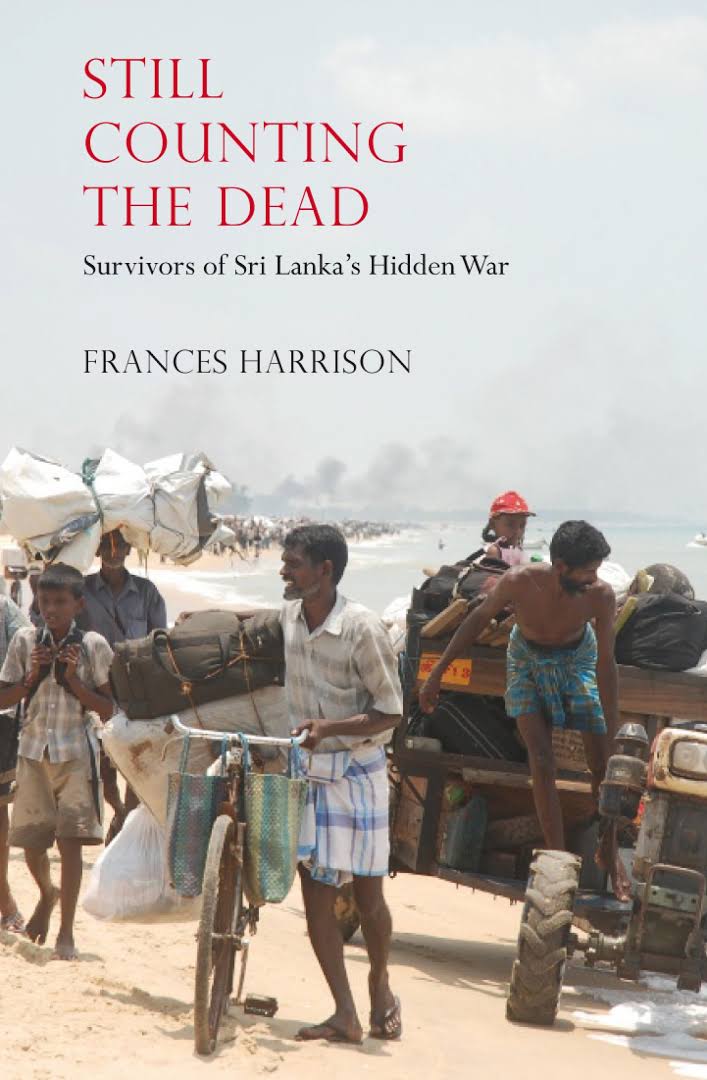 STILL
COUNTING
THE DEAD
Survivors of Sri Lanka's Hidden War
FRANCES HARRISON